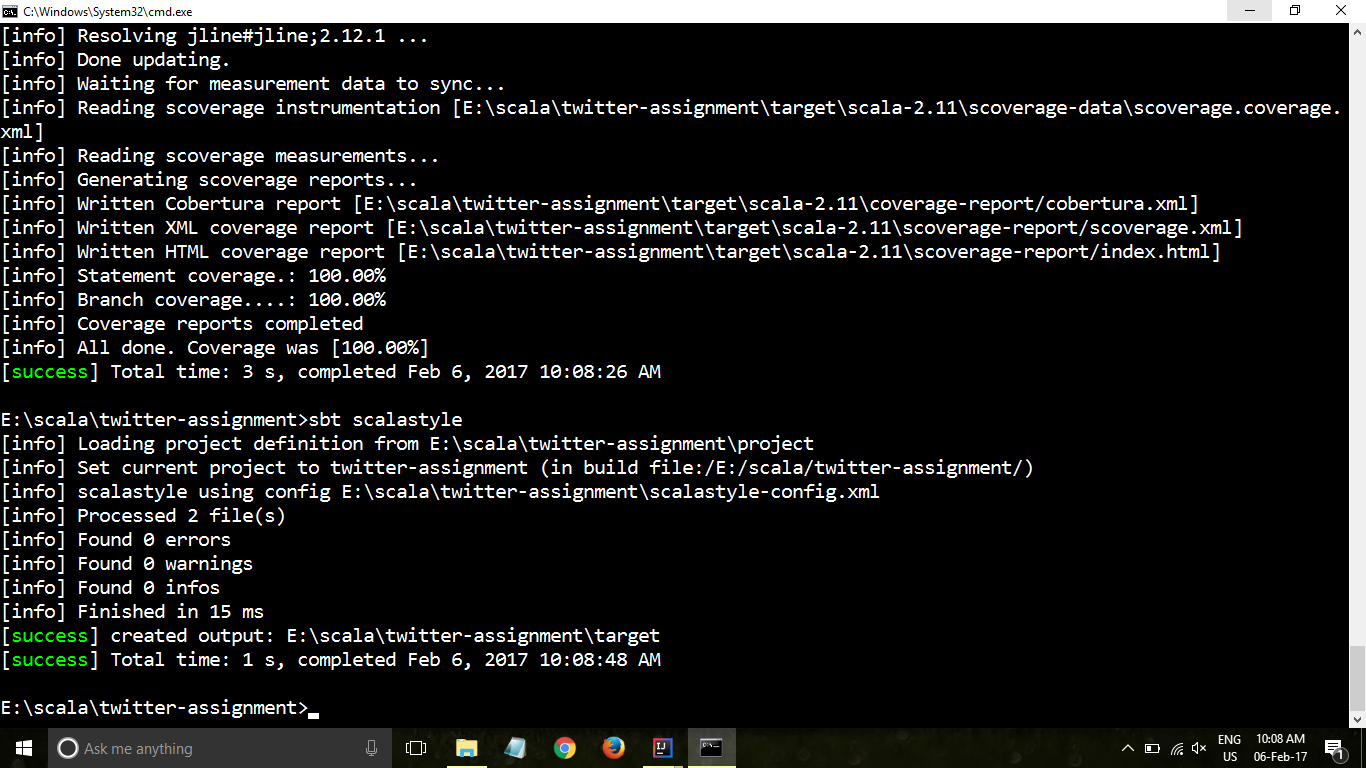 C:\Windows\System32\cmd.exe
[info] Resolving jline#jline;2.12.1 ...
[info] Done updating.
[info] Waiting for measurement data to sync...
[info] Reading scoverage instrumentation [E:\scala\twitter-assignment\target\scala-2.11\scoverage-data\scoverage.coverage.
xml]
[info] Reading scoverage measurements...
[info] Generating scoverage reports...
[info] Written Cobertura report [E:\scala\twitter-assignment\target\scala-2.11\coverage-report/cobertura.xml]
[info] Written XML coverage report [E:\scala\twitter-assignment\target\scala-2.11\scoverage-report/scoverage.xml]
[info] Written HTML coverage report [E:\scala\twitter-assignment\target\scala-2.11\scoverage-report/index.html]
[info] Statement coverage.: 100.00%
[info] Branch coverage....: 100.00%
[info] Coverage reports completed
[info] All done. Coverage was [100.00%]
[success] Total time: 3 s, completed Feb 6, 2017 10:08:26 AM
E:\scala\twitter-assignment>sbt scalastyle
[info] Loading project definition from E:\scala\twitter-assignment\project
[info] Set current project to twitter-assignment (in build file:/E:/scala/twitter-assignment/)
[info] scalastyle using config E:\scala\twitter-assignment\scalastyle-config.xml
[info] Processed 2 file(s)
[info] Found 0 errors
[info] Found 0 warnings
[info] Found 0 infos
[info] Finished in 15 ms
[success] created output: E:\scala\twitter-assignment\target
[success] Total time: 1 s, completed Feb 6, 2017 10:08:48 AM
E:\scala\twitter-assignment>
Ask me anything
ENG 10:08 AM
US 06-Feb-17
1
IJ